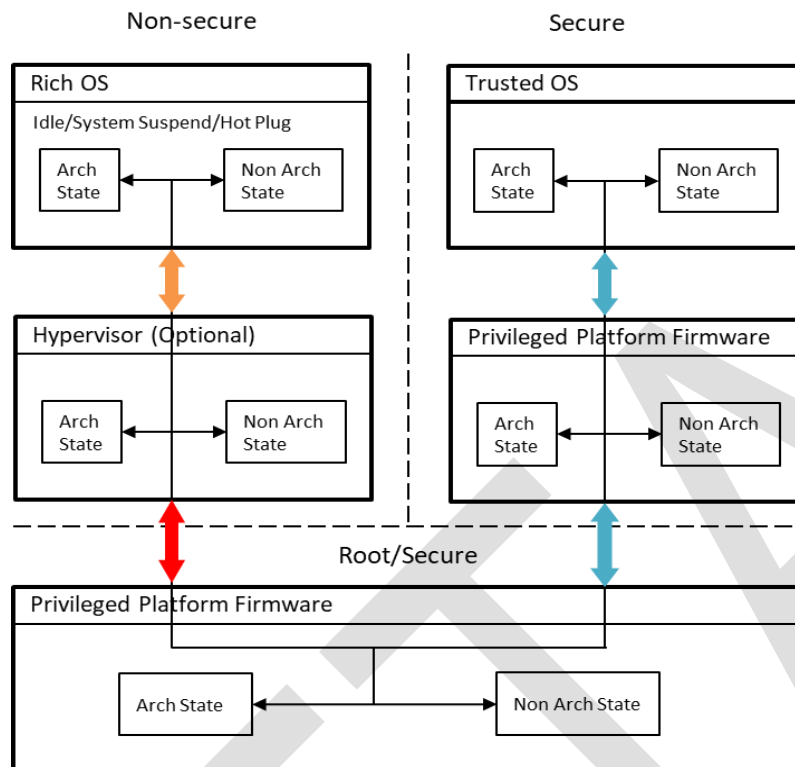 Non-secure
Secure
Rich OS
Idle/System Suspend/Hot Plug
Arch
State
Non Arch
State
Trusted OS
Arch
State
Non Arch
State
Hypervisor (Optional)
Arch
State
Non Arch
State
Privileged Platform Firmware
Arch
State
Non Arch
State
Root/Secure
Privileged Platform Firmware
Arch State
Non Arch State